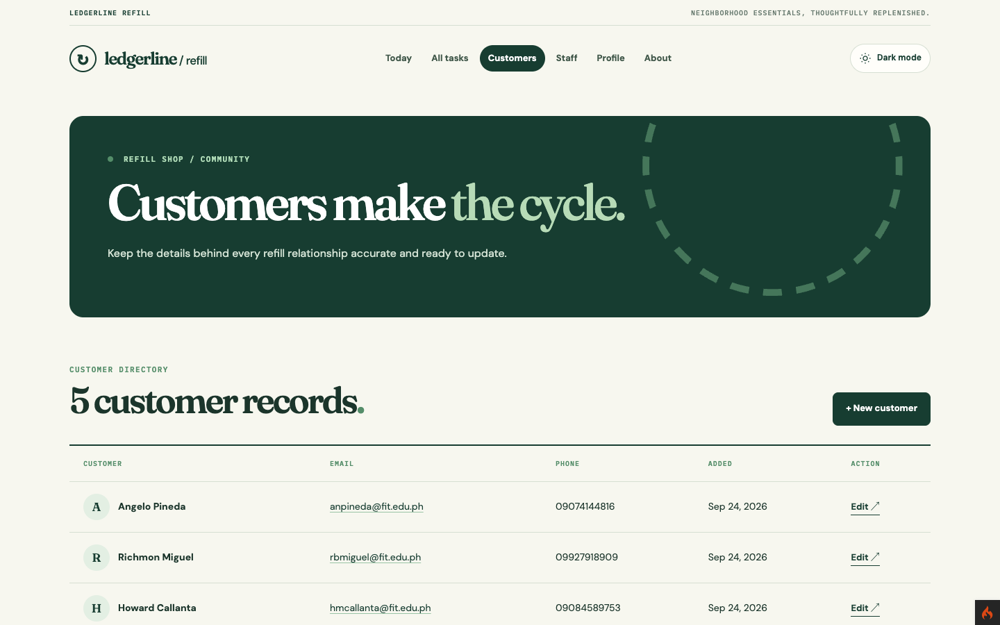 LEDGERLINE REFILL
NEIGHBORHOOD ESSENTIALS, THOUGHTFULLY REPLENISHED.
ledgerline / refill
Today All tasks Customers Staff Profile About
Dark mode
REFILL SHOP / COMMUNITY
Customers make the cycle.
Keep the details behind every refill relationship accurate and ready to update.
CUSTOMER DIRECTORY
5 customer records.
+ New customer
CUSTOMER EMAIL PHONE ADDED ACTION
A Angelo Pineda anpineda@fit.edu.ph 09074144816 Sep 24, 2026 Edit ↗
R Richmon Miguel rbmiguel@fit.edu.ph 09927918909 Sep 24, 2026 Edit ↗
H Howard Callanta hmcallanta@fit.edu.ph 09084589753 Sep 24, 2026 Edit ↗